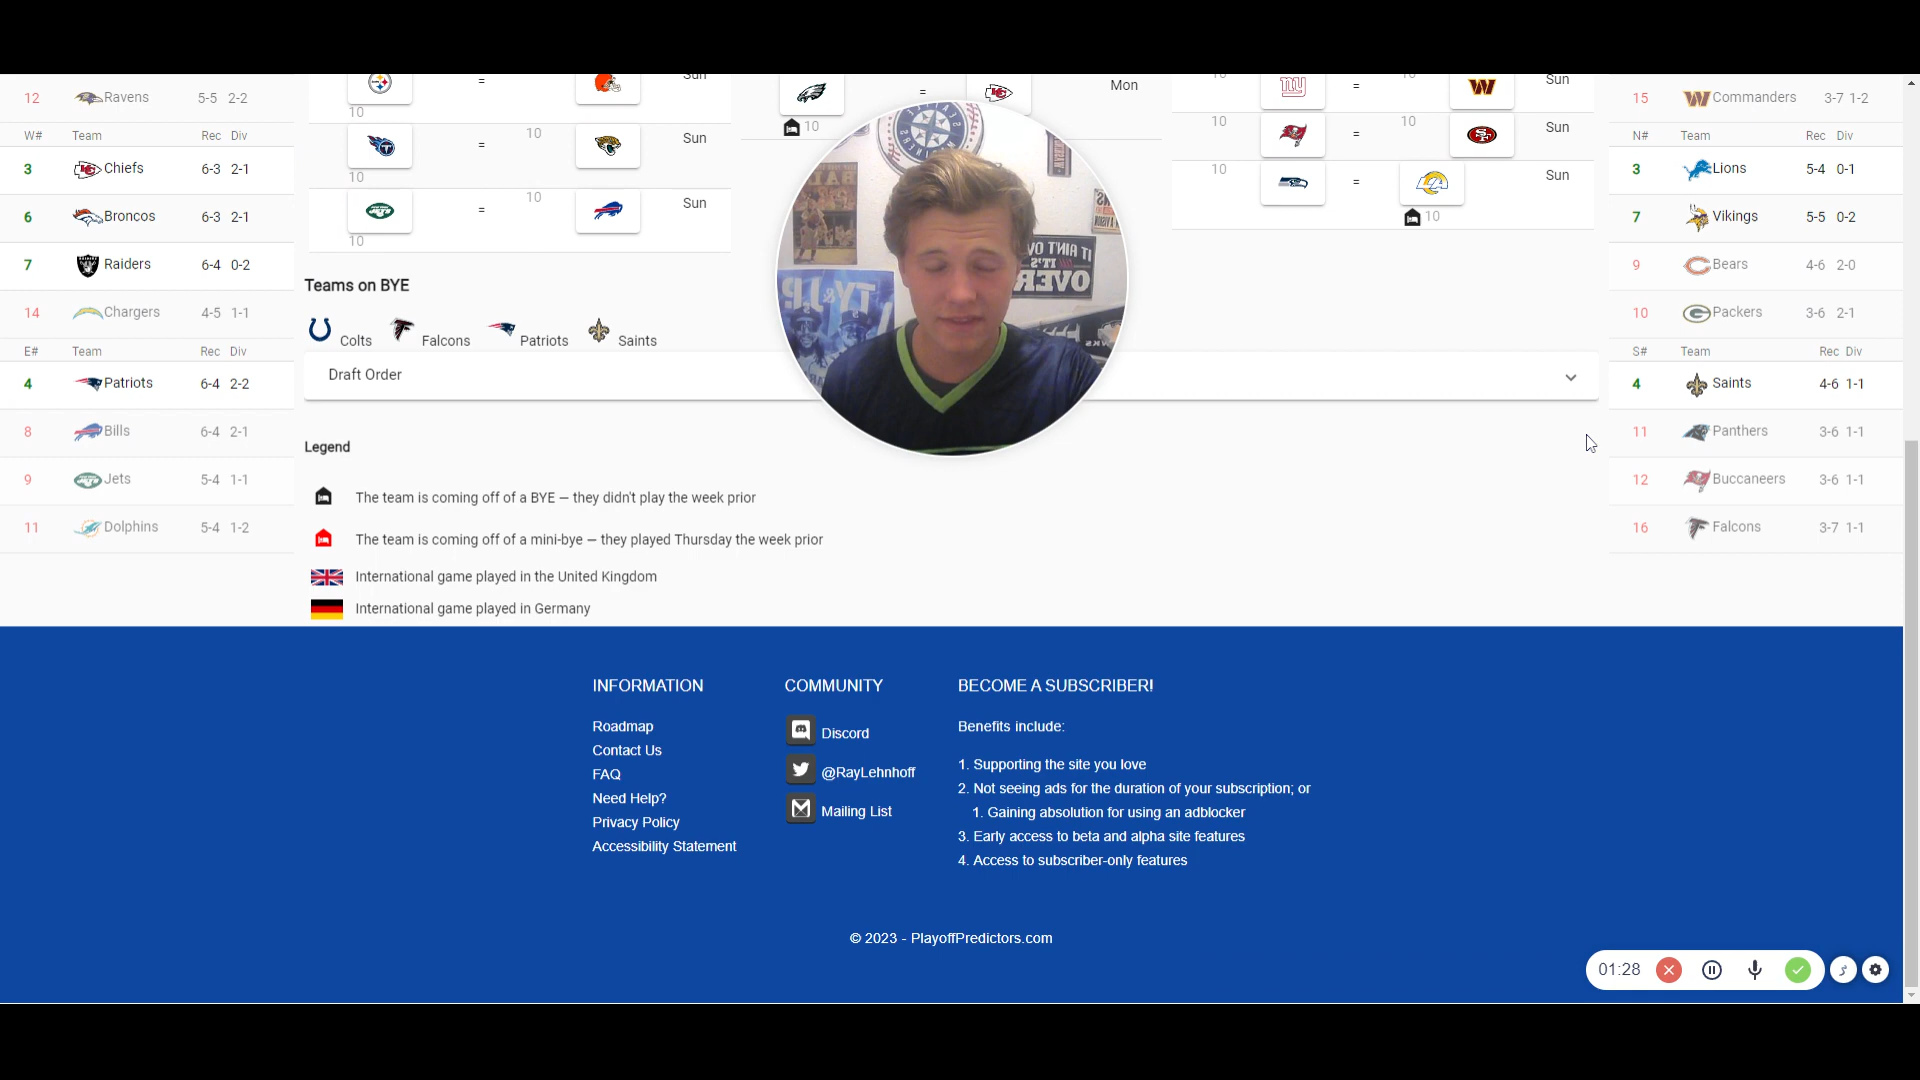 12 Ravens 5-5 2-2
W# Team Rec Div
3 Chiefs 6-3 2-1
6 Broncos 6-3 2-1
7 Raiders 6-4 0-2
14 Chargers 4-5 1-1
E# Team Rec Div
4 Patriots 6-4 2-2
8 Bills 6-4 2-1
9 Jets 5-4 1-1
11 Dolphins 5-4 1-2
= Sun
10
10 = Sun
10
10 = Sun
10
= Mon
10
10 = 10 Sun
10 = 10 Sun
10 = Sun
10
Teams on BYE
Colts Falcons Patriots Saints
Draft Order
Legend
The team is coming off of a BYE — they didn't play the week prior
The team is coming off of a mini-bye — they played Thursday the week prior
International game played in the United Kingdom
International game played in Germany
IT AIN'T
IT'S
OVER
TY&J.P
15 Commanders 3-7 1-2
N# Team Rec Div
3 Lions 5-4 0-1
7 Vikings 5-5 0-2
9 Bears 4-6 2-0
10 Packers 3-6 2-1
S# Team Rec Div
4 Saints 4-6 1-1
11 Panthers 3-6 1-1
12 Buccaneers 3-6 1-1
16 Falcons 3-7 1-1
INFORMATION
Roadmap
Contact Us
FAQ
Need Help?
Privacy Policy
Accessibility Statement
COMMUNITY
Discord
@RayLehnhoff
Mailing List
BECOME A SUBSCRIBER!
Benefits include:
1. Supporting the site you love
2. Not seeing ads for the duration of your subscription; or
1. Gaining absolution for using an adblocker
3. Early access to beta and alpha site features
4. Access to subscriber-only features
© 2023 - PlayoffPredictors.com
01:28